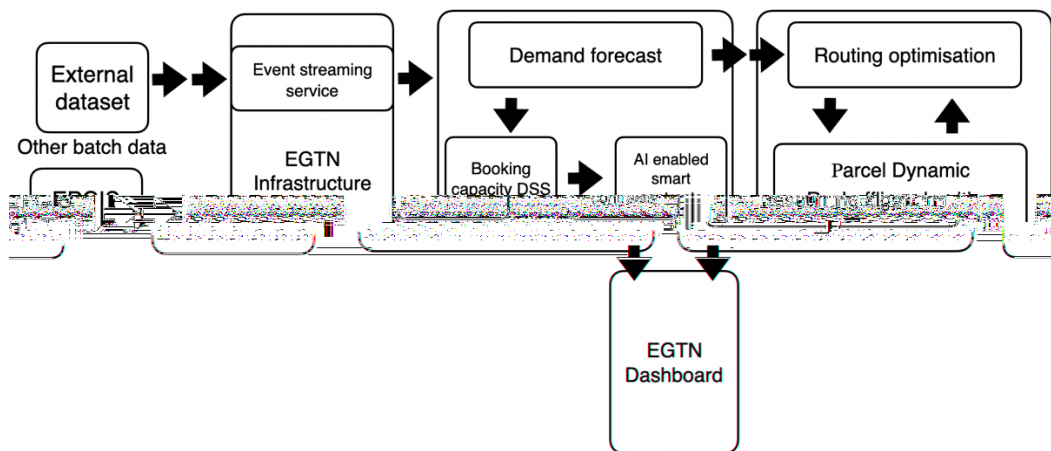 External
dataset
Other batch data
EPCIS
Event streaming
service
EGTN
Infrastructure
Demand forecast
Booking
capacity DSS
AI enabled
smart
Routing optimisation
Parcel Dynamic
EGTN
Dashboard